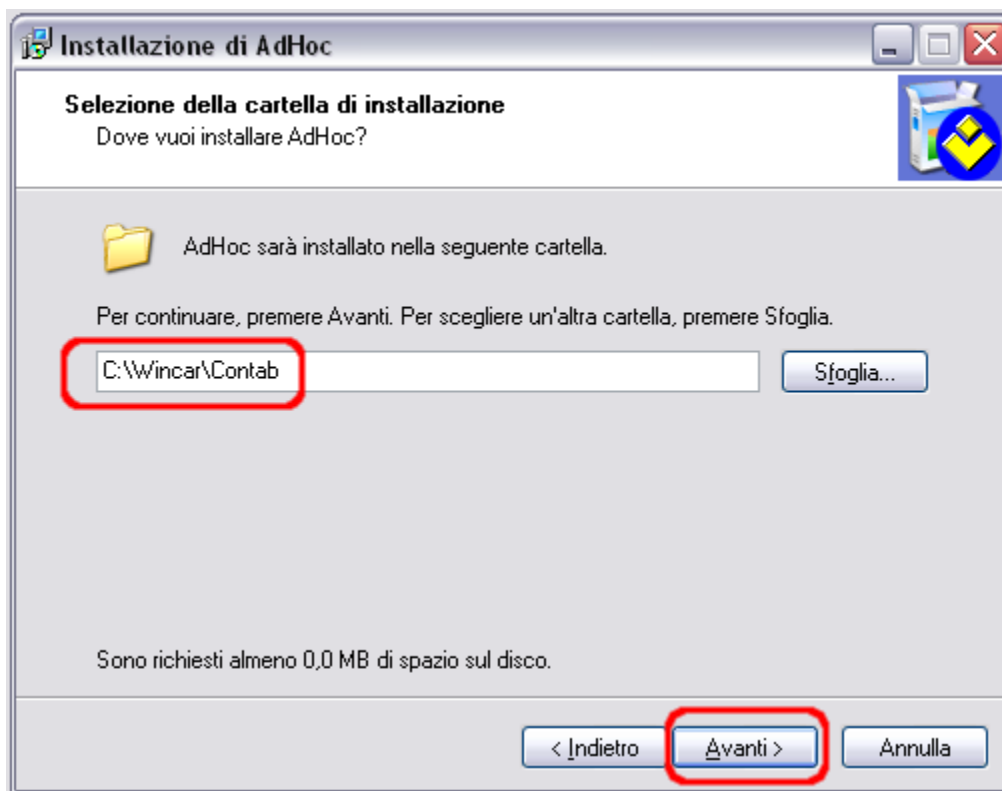 Installazione di AdHoc
Selezione della cartella di installazione
Dove vuoi installare AdHoc?
AdHoc sarà installato nella seguente cartella.
Per continuare, premere Avanti. Per scegliere un'altra cartella, premere Sfoglia.
C:\Wincar\Contab
Sfoglia...
Sono richiesti almeno 0,0 MB di spazio sul disco.
< Indietro
Avanti >
Annulla